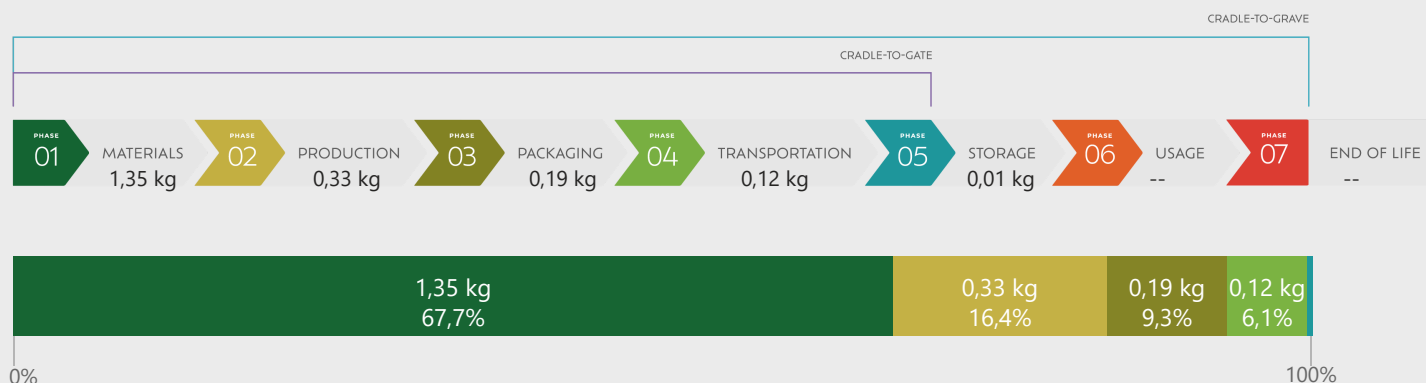 CRADLE-TO-GRAVE
CRADLE-TO-GATE
PHASE
01
MATERIALS
1,35 kg
PHASE
02
PRODUCTION
0,33 kg
PHASE
03
PACKAGING
0,19 kg
PHASE
04
TRANSPORTATION
0,12 kg
PHASE
05
STORAGE
0,01 kg
PHASE
06
USAGE
--
PHASE
07
END OF LIFE
--
1,35 kg
67,7%
0,33 kg
16,4%
0,19 kg
9,3%
0,12 kg
6,1%
0%
100%